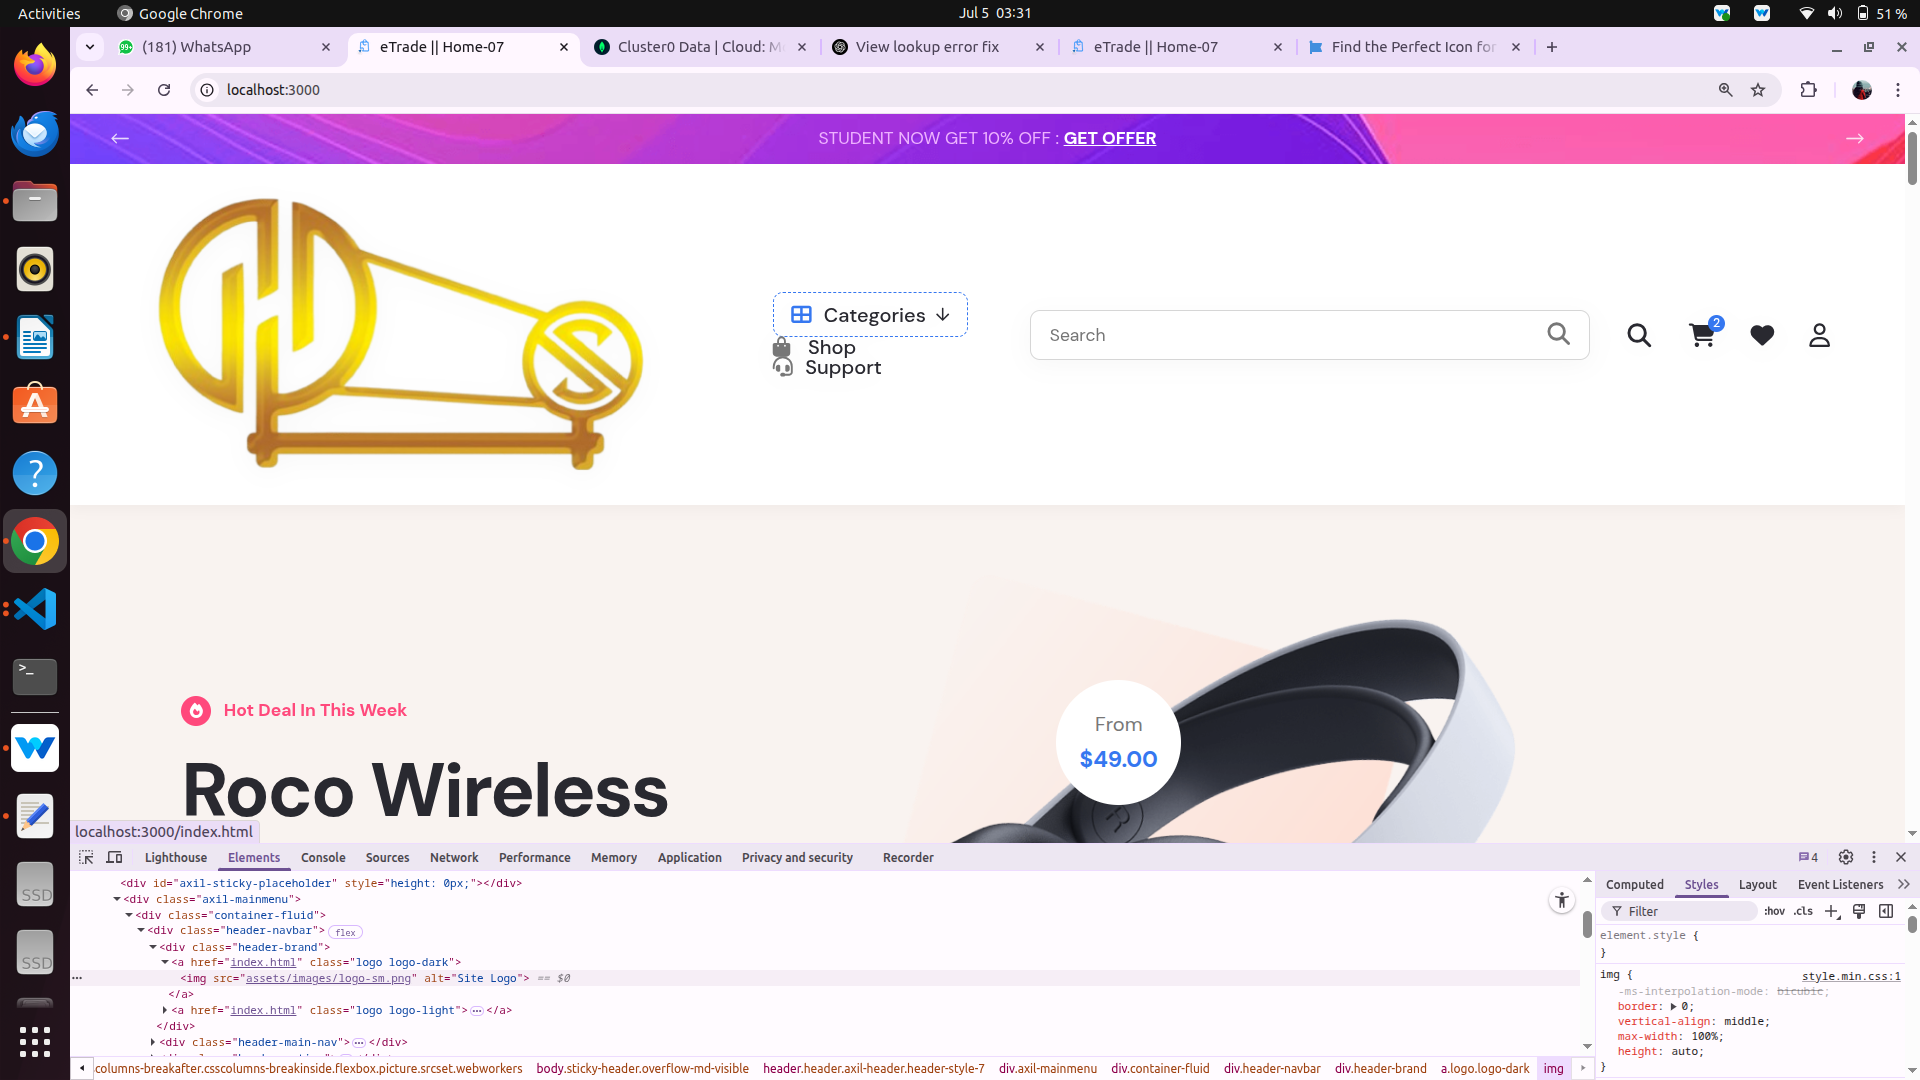 Activities
Google Chrome
Jul 5 03:31
51 %
99+
(181) WhatsApp
eTrade || Home-07
Cluster0 Data | Cloud: M
View lookup error fix
eTrade || Home-07
Find the Perfect Icon for
localhost:3000
STUDENT NOW GET 10% OFF : GET OFFER
Categories
Shop
Support
Search
2
Hot Deal In This Week
Roco Wireless
From
$49.00
localhost:3000/index.html
Lighthouse
Elements
Console
Sources
Network
Performance
Memory
Application
Privacy and security
Recorder
4
<div id="axil-sticky-placeholder" style="height: 0px;"></div>
<div class="axil-mainmenu">
<div class="container-fluid">
<div class="header-navbar"> flex
<div class="header-brand">
<a href="index.html" class="logo logo-dark">
<img src="assets/images/logo-sm.png" alt="Site Logo"> == $0
</a>
<a href="index.html" class="logo logo-light">…</a>
</div>
<div class="header-main-nav">…</div>
Computed
Styles
Layout
Event Listeners
Filter
:hov
.cls
element.style {
}
img {
style.min.css:1
-ms-interpolation-mode: bicubic;
border: 0;
vertical-align: middle;
max-width: 100%;
height: auto;
}
columns-breakafter.csscolumns-breakinside.flexbox.picture.srcset.webworkers
body.sticky-header.overflow-md-visible
header.header.axil-header.header-style-7
div.axil-mainmenu
div.container-fluid
div.header-navbar
div.header-brand
a.logo.logo-dark
img
SSD
SSD